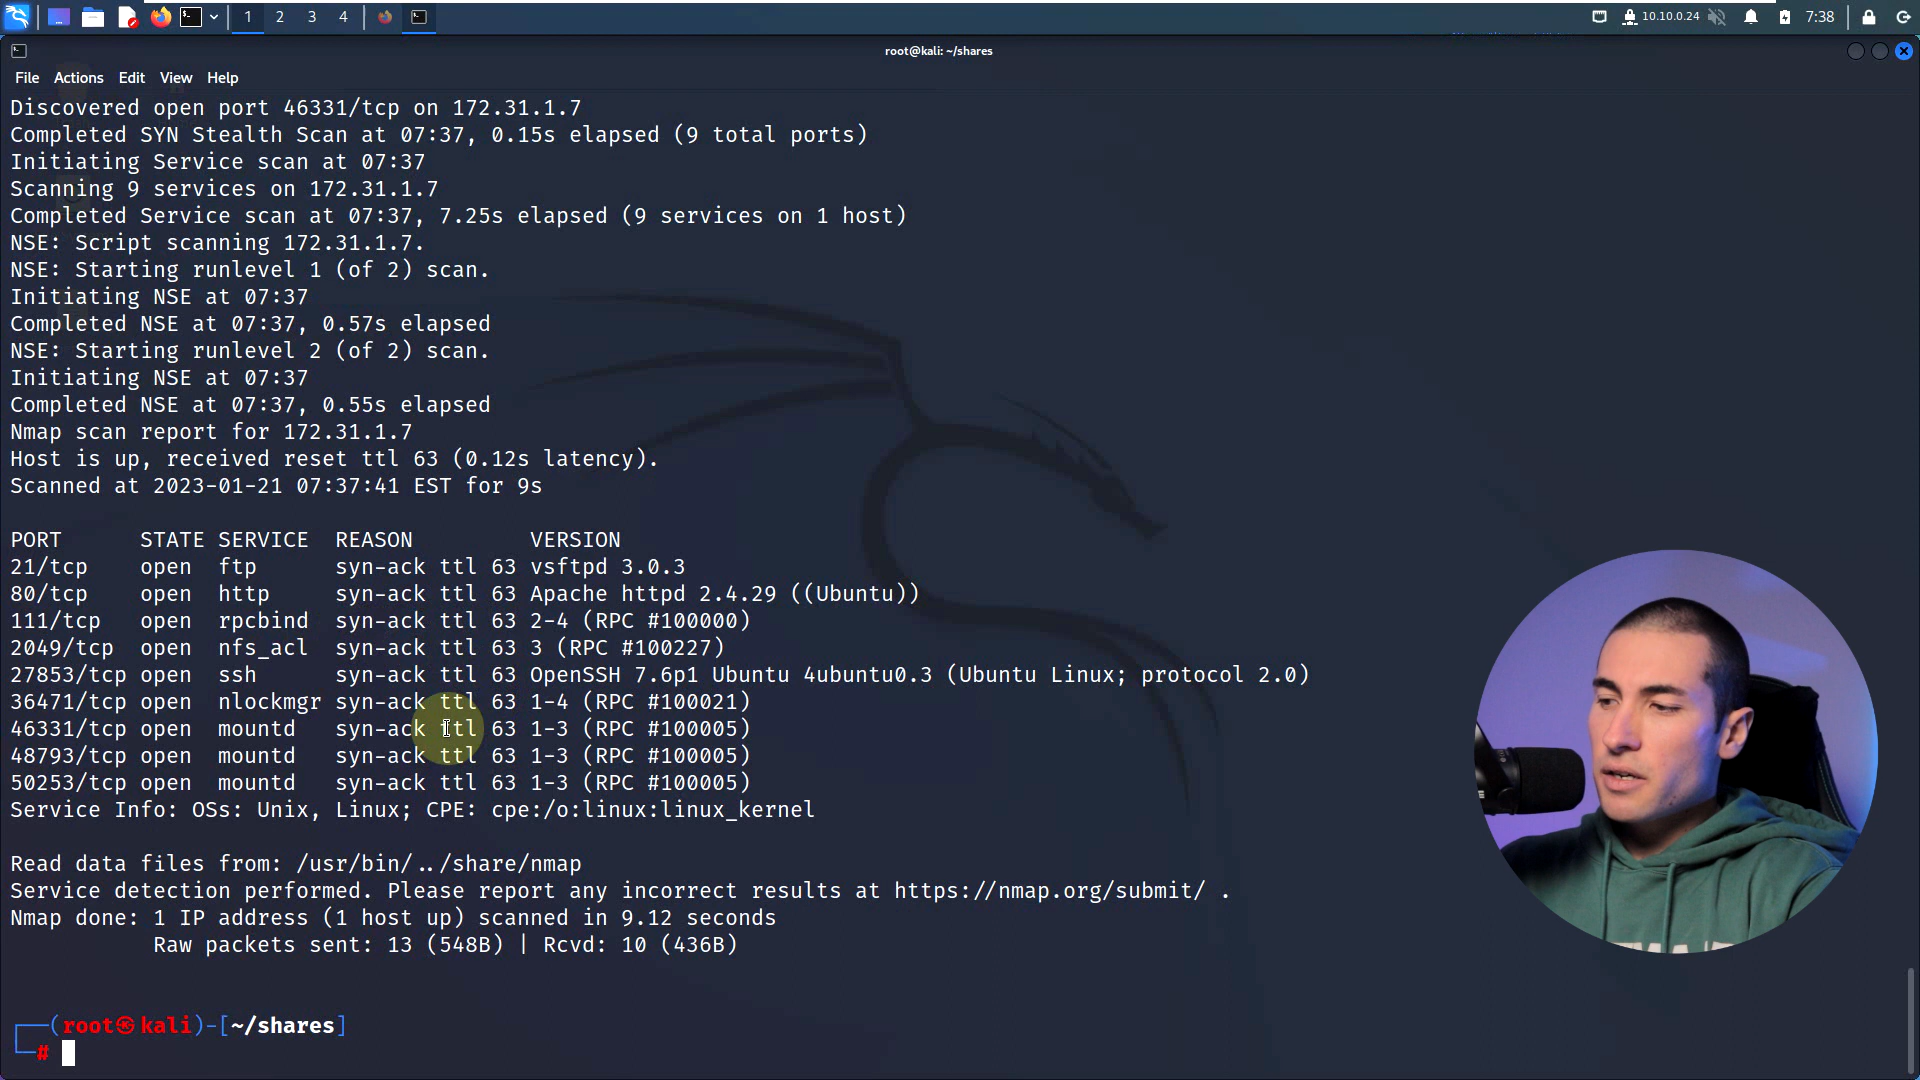 1 2 3 4 10.10.0.24 7:38
root@kali: ~/shares
File Actions Edit View Help
Discovered open port 46331/tcp on 172.31.1.7
Completed SYN Stealth Scan at 07:37, 0.15s elapsed (9 total ports)
Initiating Service scan at 07:37
Scanning 9 services on 172.31.1.7
Completed Service scan at 07:37, 7.25s elapsed (9 services on 1 host)
NSE: Script scanning 172.31.1.7.
NSE: Starting runlevel 1 (of 2) scan.
Initiating NSE at 07:37
Completed NSE at 07:37, 0.57s elapsed
NSE: Starting runlevel 2 (of 2) scan.
Initiating NSE at 07:37
Completed NSE at 07:37, 0.55s elapsed
Nmap scan report for 172.31.1.7
Host is up, received reset ttl 63 (0.12s latency).
Scanned at 2023-01-21 07:37:41 EST for 9s
PORT STATE SERVICE REASON VERSION
21/tcp open ftp syn-ack ttl 63 vsftpd 3.0.3
80/tcp open http syn-ack ttl 63 Apache httpd 2.4.29 ((Ubuntu))
111/tcp open rpcbind syn-ack ttl 63 2-4 (RPC #100000)
2049/tcp open nfs_acl syn-ack ttl 63 3 (RPC #100227)
27853/tcp open ssh syn-ack ttl 63 OpenSSH 7.6p1 Ubuntu 4ubuntu0.3 (Ubuntu Linux; protocol 2.0)
36471/tcp open nlockmgr syn-ack ttl 63 1-4 (RPC #100021)
46331/tcp open mountd syn-ack ttl 63 1-3 (RPC #100005)
48793/tcp open mountd syn-ack ttl 63 1-3 (RPC #100005)
50253/tcp open mountd syn-ack ttl 63 1-3 (RPC #100005)
Service Info: OSs: Unix, Linux; CPE: cpe:/o:linux:linux_kernel
Read data files from: /usr/bin/../share/nmap
Service detection performed. Please report any incorrect results at https://nmap.org/submit/ .
Nmap done: 1 IP address (1 host up) scanned in 9.12 seconds
Raw packets sent: 13 (548B) | Rcvd: 10 (436B)
┌──(root㉿kali)-[~/shares]
└─#